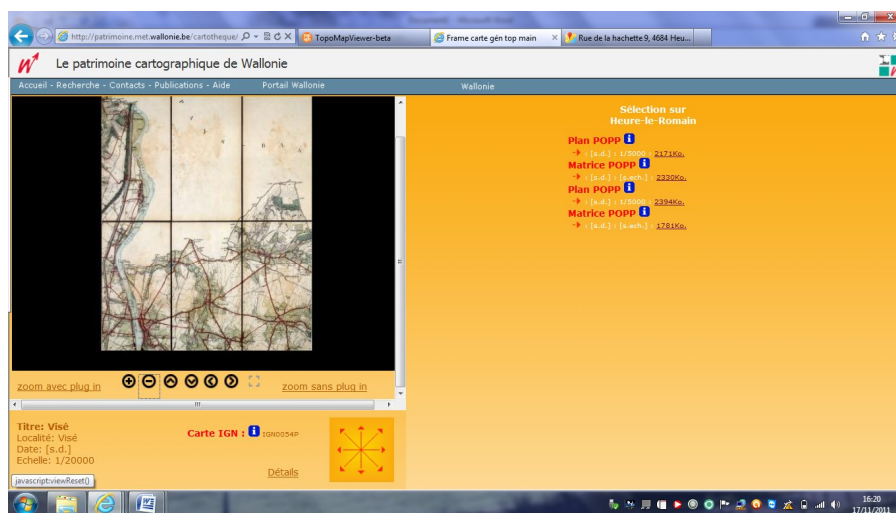 http://patrimoine.met.wallonie.be/cartotheque/
TopoMapViewer-beta
Frame carte gén top main
Rue de la hachette 9, 4684 Heu...
Le patrimoine cartographique de Wallonie
Accueil - Recherche - Contacts - Publications - Aide
Portail Wallonie
Wallonie
Sélection sur
Heure-le-Romain
Plan POPP
: [s.d.] : 1/5000 : 2171Ko.
Matrice POPP
: [s.d.] : [s.ech.] : 2330Ko.
Plan POPP
: [s.d.] : 1/5000 : 2394Ko.
Matrice POPP
: [s.d.] : [s.ech.] : 1781Ko.
zoom avec plug in
zoom sans plug in
Titre: Visé
Localité: Visé
Date: [s.d.]
Echelle: 1/20000
Carte IGN : IGN0054P
Détails
javascript:viewReset()
16:20
17/11/2011